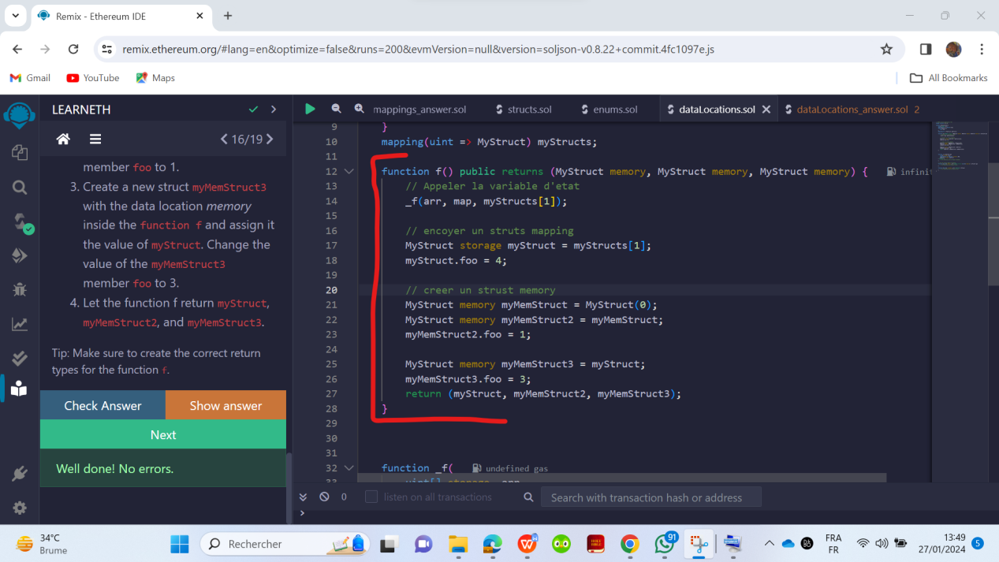 Remix - Ethereum IDE
remix.ethereum.org/#lang=en&optimize=false&runs=200&evmVersion=null&version=soljson-v0.8.22+commit.4fc1097e.js
Gmail YouTube Maps All Bookmarks
LEARNETH
16/19
member foo to 1.
3. Create a new struct myMemStruct3
with the data location memory
inside the function f and assign it
the value of myStruct. Change the
value of the myMemStruct3
member foo to 3.
4. Let the function f return myStruct,
myMemStruct2, and myMemStruct3.
Tip: Make sure to create the correct return
types for the function f.
Check Answer Show answer
Next
Well done! No errors.
mappings_answer.sol structs.sol enums.sol dataLocations.sol dataLocations_answer.sol 2
9 }
10 mapping(uint => MyStruct) myStructs;
11
12 function f() public returns (MyStruct memory, MyStruct memory, MyStruct memory) { infinit
13 // Appeler la variable d'etat
14 _f(arr, map, myStructs[1]);
15
16 // encoyer un struts mapping
17 MyStruct storage myStruct = myStructs[1];
18 myStruct.foo = 4;
19
20 // creer un strust memory
21 MyStruct memory myMemStruct = MyStruct(0);
22 MyStruct memory myMemStruct2 = myMemStruct;
23 myMemStruct2.foo = 1;
24
25 MyStruct memory myMemStruct3 = myStruct;
26 myMemStruct3.foo = 3;
27 return (myStruct, myMemStruct2, myMemStruct3);
28 }
29
30
31
32 function _f( undefined gas
33 uint[] storage _arr
0 listen on all transactions Search with transaction hash or address
>
34°C
Brume
Rechercher
91
FRA
FR
13:49
27/01/2024
5